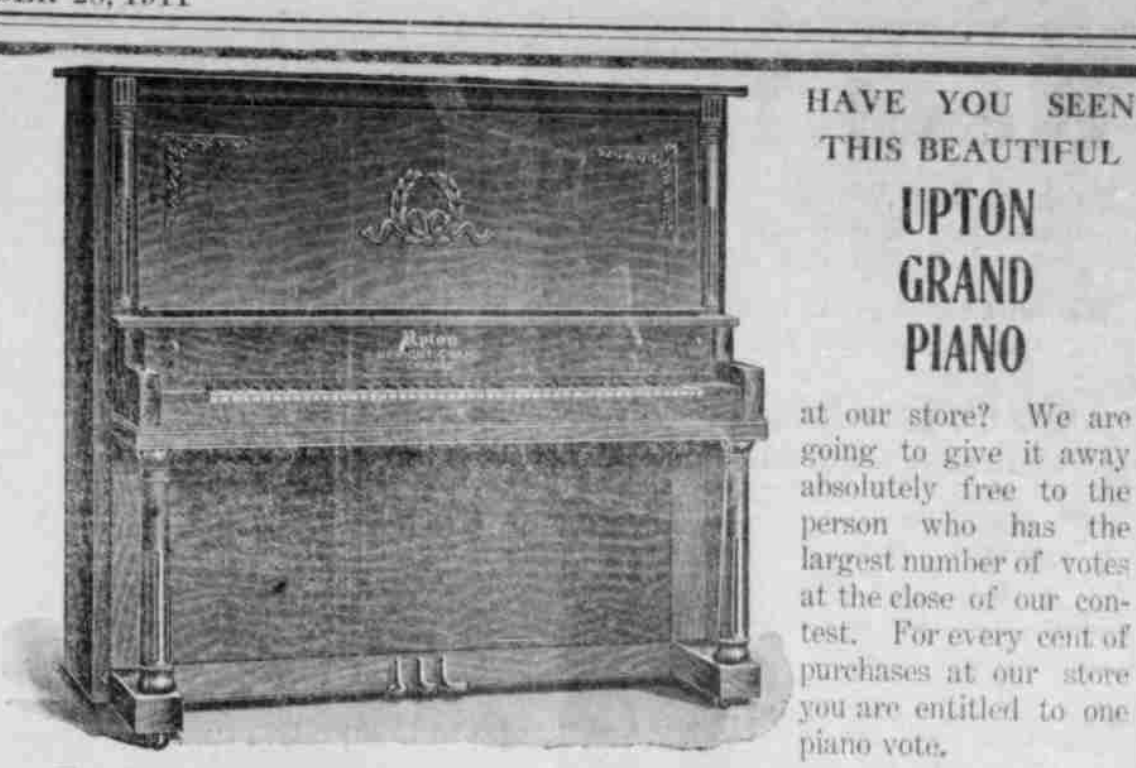 1911
HAVE YOU SEEN
THIS BEAUTIFUL
UPTON
GRAND
PIANO
Upton
at our store? We are
going to give it away
absolutely free to the
person who has the
largest number of votes
at the close of our con-
test. For every cent of
purchases at our store
you are entitled to one
piano vote.